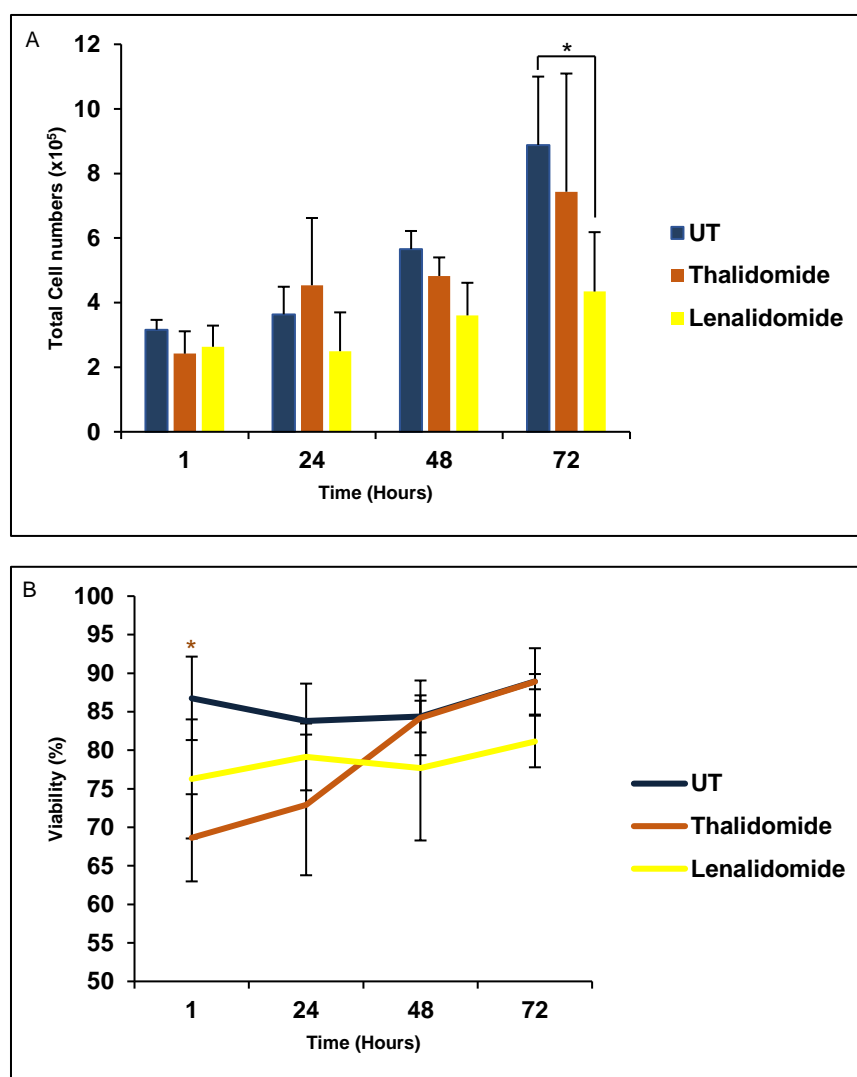 A
12
10
8
6
4
2
0
Total Cell numbers (x10⁵)
*
1 24 48 72
Time (Hours)
UT
Thalidomide
Lenalidomide
B
100
95
90
85
80
75
70
65
60
55
50
Viability (%)
*
1 24 48 72
Time (Hours)
UT
Thalidomide
Lenalidomide